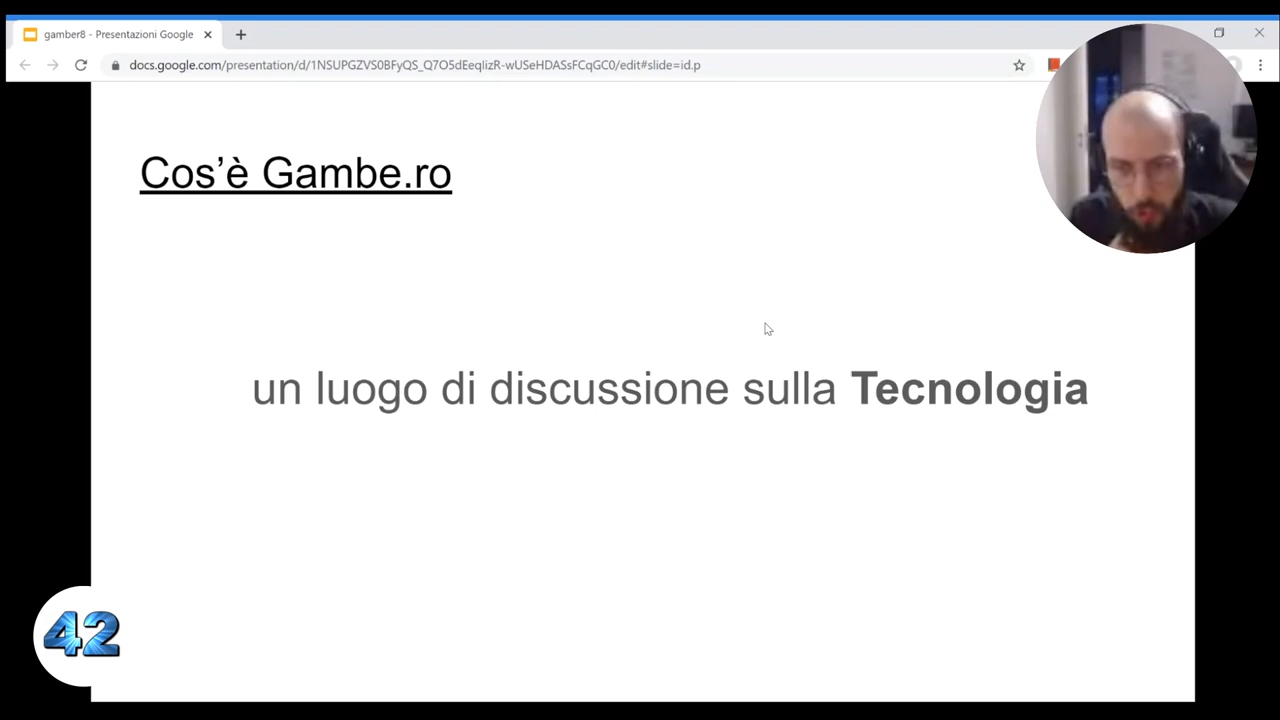 gamber8 - Presentazioni Google
docs.google.com/presentation/d/1NSUPGZVS0BFyQS_Q7O5dEeqIizR-wUSeHDASsFCqGC0/edit#slide=id.p
Cos’è Gambe.ro
un luogo di discussione sulla Tecnologia
42